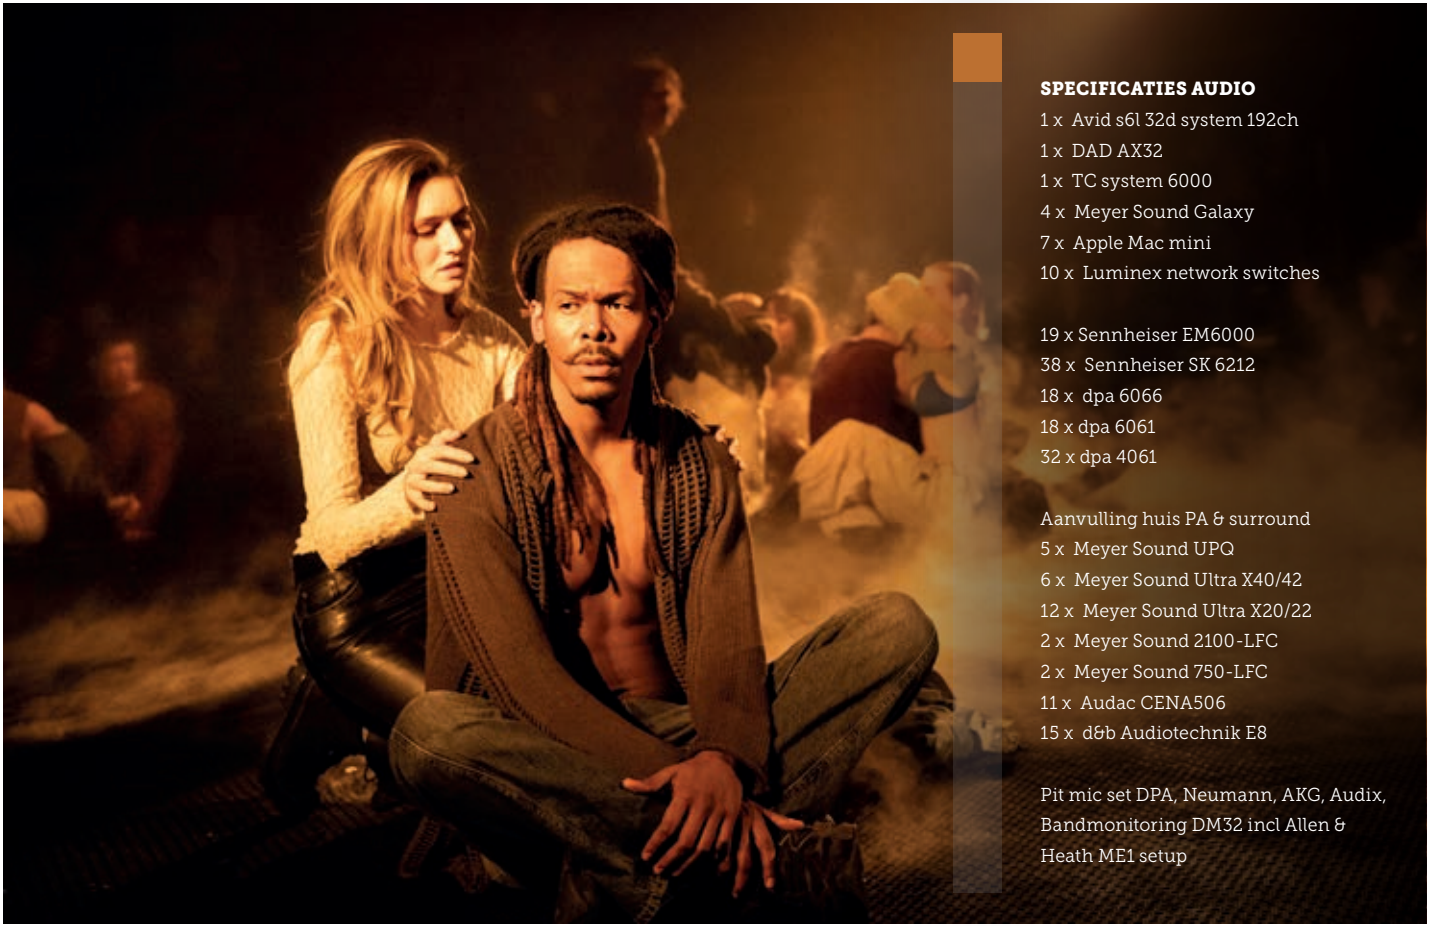 SPECIFICATIES AUDIO
1 x Avid s6l 32d system 192ch
1 x DAD AX32
1 x TC system 6000
4 x Meyer Sound Galaxy
7 x Apple Mac mini
10 x Luminex network switches
19 x Sennheiser EM6000
38 x Sennheiser SK 6212
18 x dpa 6066
18 x dpa 6061
32 x dpa 4061
Aanvulling huis PA & surround
5 x Meyer Sound UPQ
6 x Meyer Sound Ultra X40/42
12 x Meyer Sound Ultra X20/22
2 x Meyer Sound 2100-LFC
2 x Meyer Sound 750-LFC
11 x Audac CENA506
15 x d&b Audiotechnik E8
Pit mic set DPA, Neumann, AKG, Audix,
Bandmonitoring DM32 incl Allen &
Heath ME1 setup